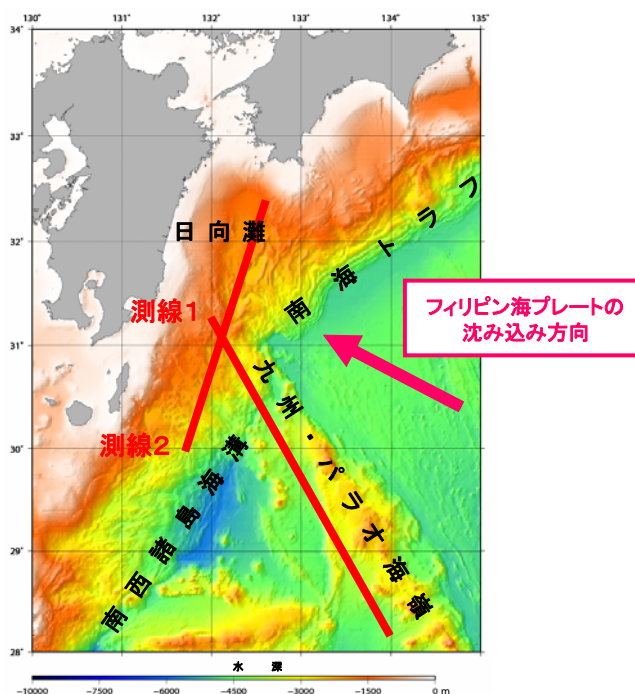 130° 131° 132° 133° 134° 135°
34°
33°
32°
31°
30°
29°
28°
日向灘
南海トラフ
測線1
フィリピン海プレートの
沈み込み方向
九州・パラオ海嶺
測線2
南西諸島海溝
水 深
-10000 -7500 -6000 -4500 -3000 -1500 0 m